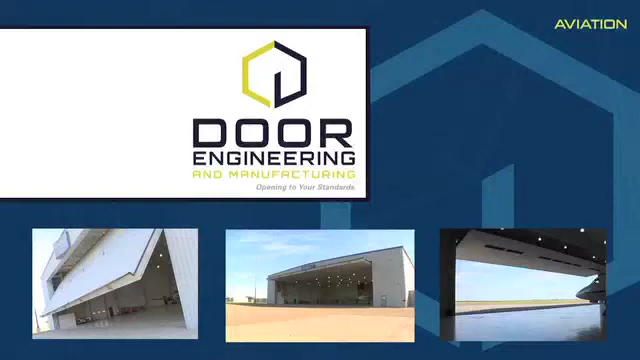 AVIATION
DOOR
ENGINEERING
AND MANUFACTURING
Opening to Your Standards